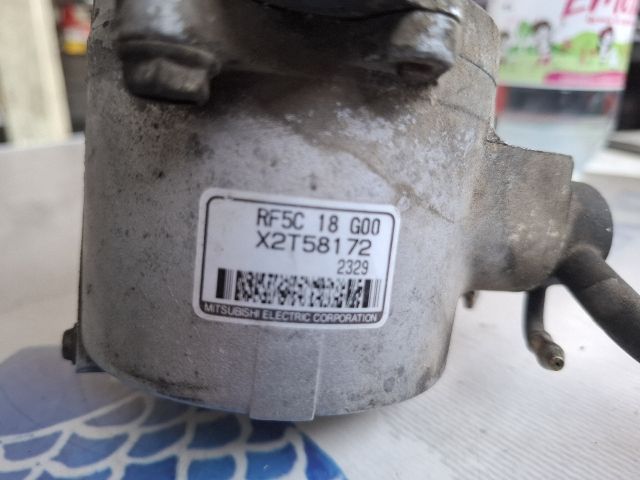 RF5C 18 G00
X2T58172
2329
MITSUBISHI ELECTRIC CORPORATION